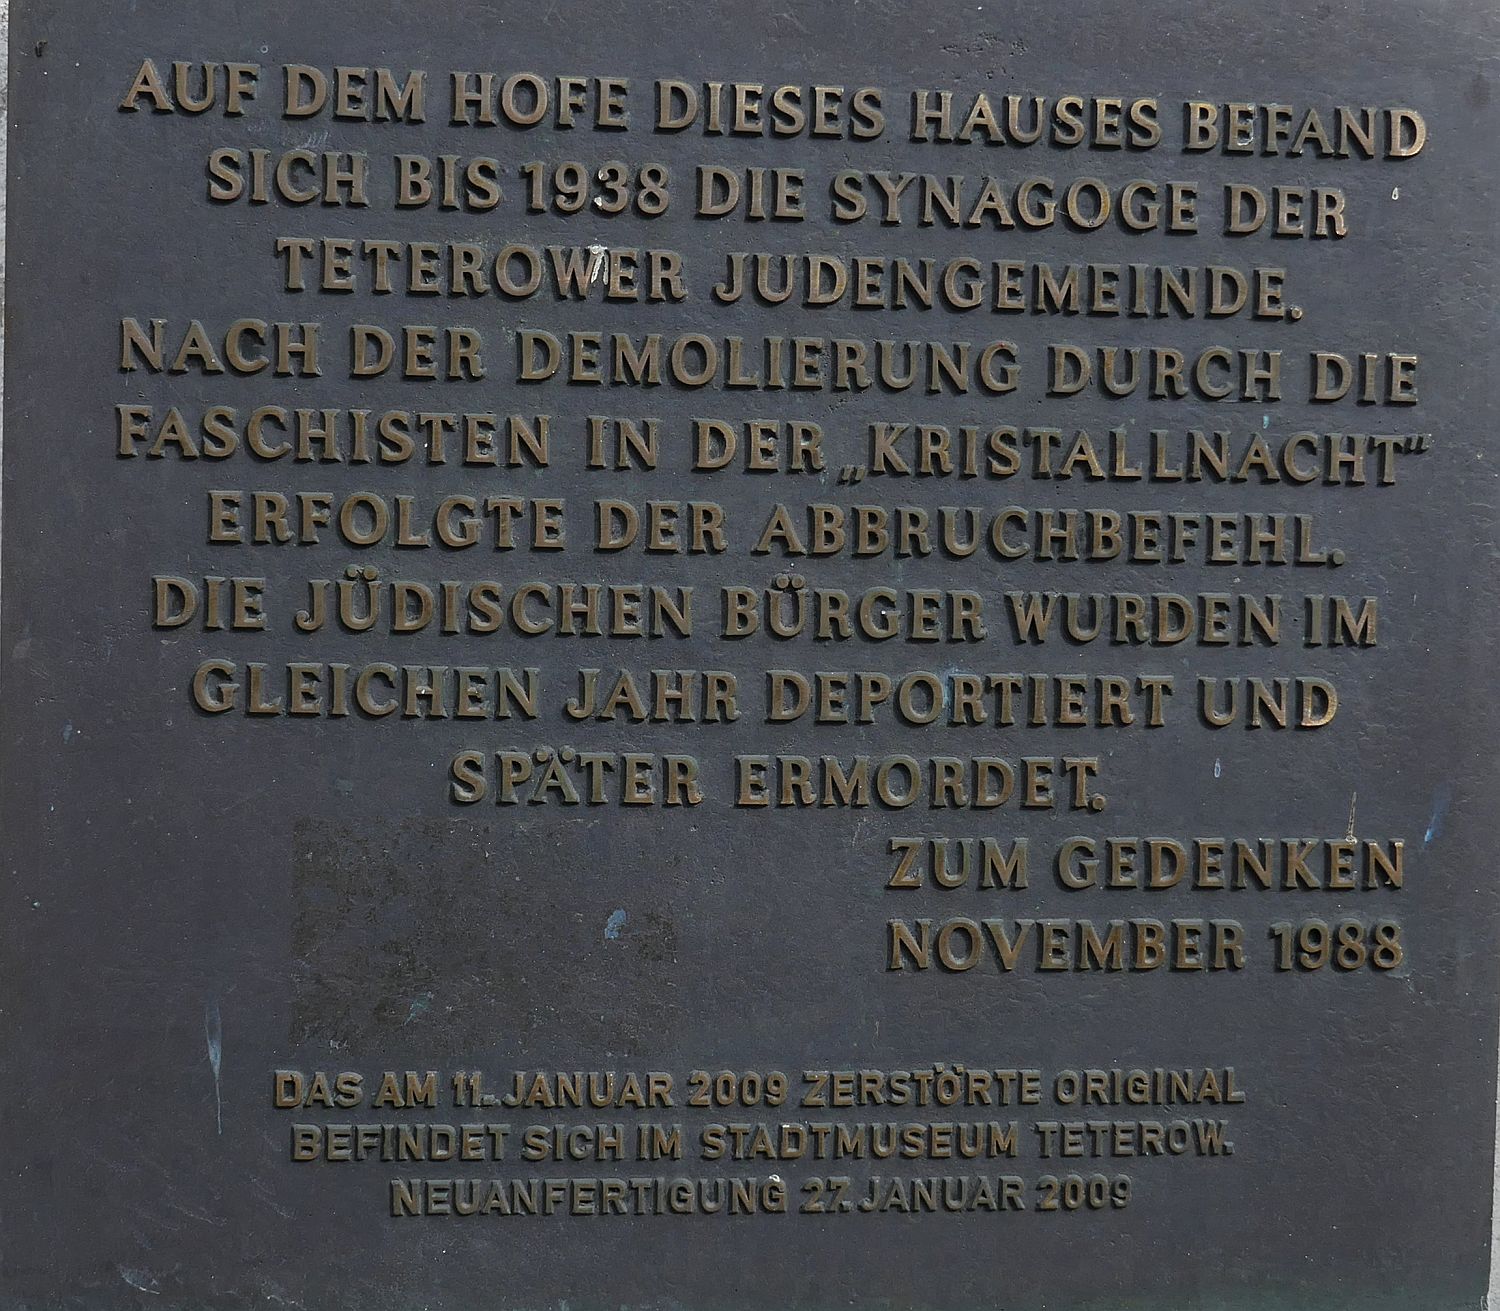 AUF DEM HOFE DIESES HAUSES BEFAND
SICH BIS 1938 DIE SYNAGOGE DER
TETEROWER JUDENGEMEINDE.
NACH DER DEMOLIERUNG DURCH DIE
FASCHISTEN IN DER „KRISTALLNACHT“
ERFOLGTE DER ABBRUCHBEFEHL.
DIE JÜDISCHEN BÜRGER WURDEN IM
GLEICHEN JAHR DEPORTIERT UND
SPÄTER ERMORDET.
ZUM GEDENKEN
NOVEMBER 1988
DAS AM 11. JANUAR 2009 ZERSTÖRTE ORIGINAL
BEFINDET SICH IM STADTMUSEUM TETEROW.
NEUANFERTIGUNG 27. JANUAR 2009